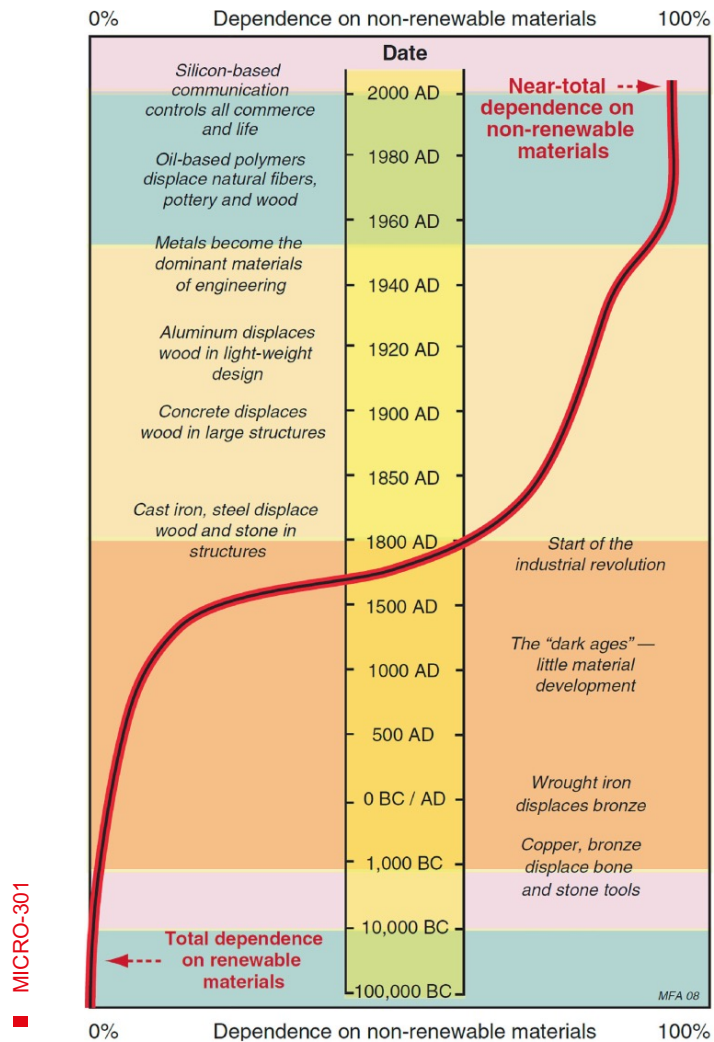 0%
Dependence on non-renewable materials
100%
Date
Silicon-based
communication
controls all commerce
and life
Oil-based polymers
displace natural fibers,
pottery and wood
Metals become the
dominant materials
of engineering
Aluminum displaces
wood in light-weight
design
Concrete displaces
wood in large structures
Cast iron, steel displace
wood and stone in
structures
2000 AD
1980 AD
1960 AD
1940 AD
1920 AD
1900 AD
1850 AD
1800 AD
1500 AD
1000 AD
500 AD
0 BC / AD
1,000 BC
10,000 BC
100,000 BC
Near-total
dependence on
non-renewable
materials
Start of the
industrial revolution
The “dark ages” —
little material
development
Wrought iron
displaces bronze
Copper, bronze
displace bone
and stone tools
Total dependence
on renewable
materials
MFA 08
0%
Dependence on non-renewable materials
100%
MICRO-301